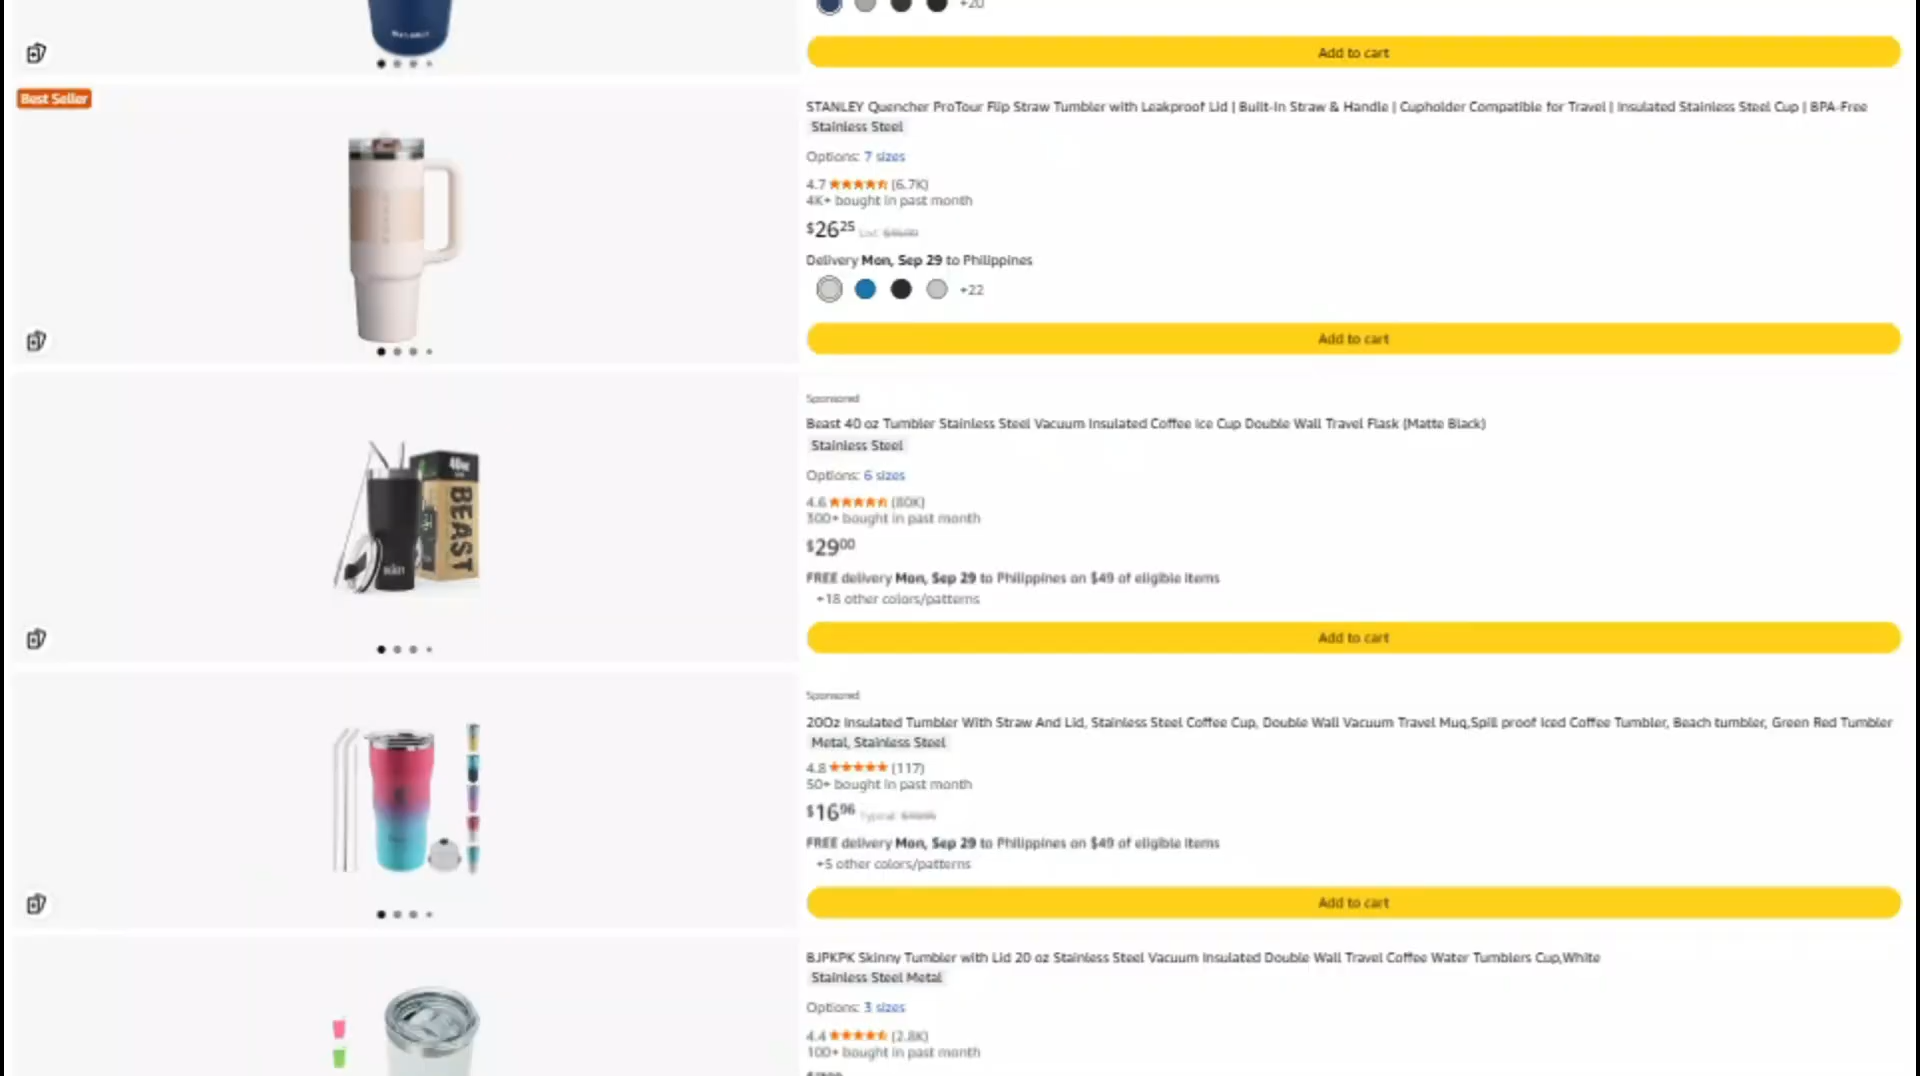 +20
Add to cart
Best Seller
STANLEY Quencher ProTour Flip Straw Tumbler with Leakproof Lid | Built-In Straw & Handle | Cupholder Compatible for Travel | Insulated Stainless Steel Cup | BPA-Free
Stainless Steel
Options: 7 sizes
4.7 (6.7K)
4K+ bought in past month
$26.25 List:
Delivery Mon, Sep 29 to Philippines
+22
Add to cart
Sponsored
Beast 40 oz Tumbler Stainless Steel Vacuum Insulated Coffee Ice Cup Double Wall Travel Flask (Matte Black)
Stainless Steel
Options: 6 sizes
4.6 (80K)
300+ bought in past month
$29.00
FREE delivery Mon, Sep 29 to Philippines on $49 of eligible items
+18 other colors/patterns
40oz
BEAST
Add to cart
Sponsored
20Oz Insulated Tumbler With Straw And Lid, Stainless Steel Coffee Cup, Double Wall Vacuum Travel Mug,Spill proof Iced Coffee Tumbler, Beach tumbler, Green Red Tumbler
Metal, Stainless Steel
4.8 (117)
50+ bought in past month
$16.96 Typical:
FREE delivery Mon, Sep 29 to Philippines on $49 of eligible items
+5 other colors/patterns
Add to cart
BJPKPK Skinny Tumbler with Lid 20 oz Stainless Steel Vacuum Insulated Double Wall Travel Coffee Water Tumblers Cup,White
Stainless Steel Metal
Options: 3 sizes
4.4 (2.8K)
100+ bought in past month